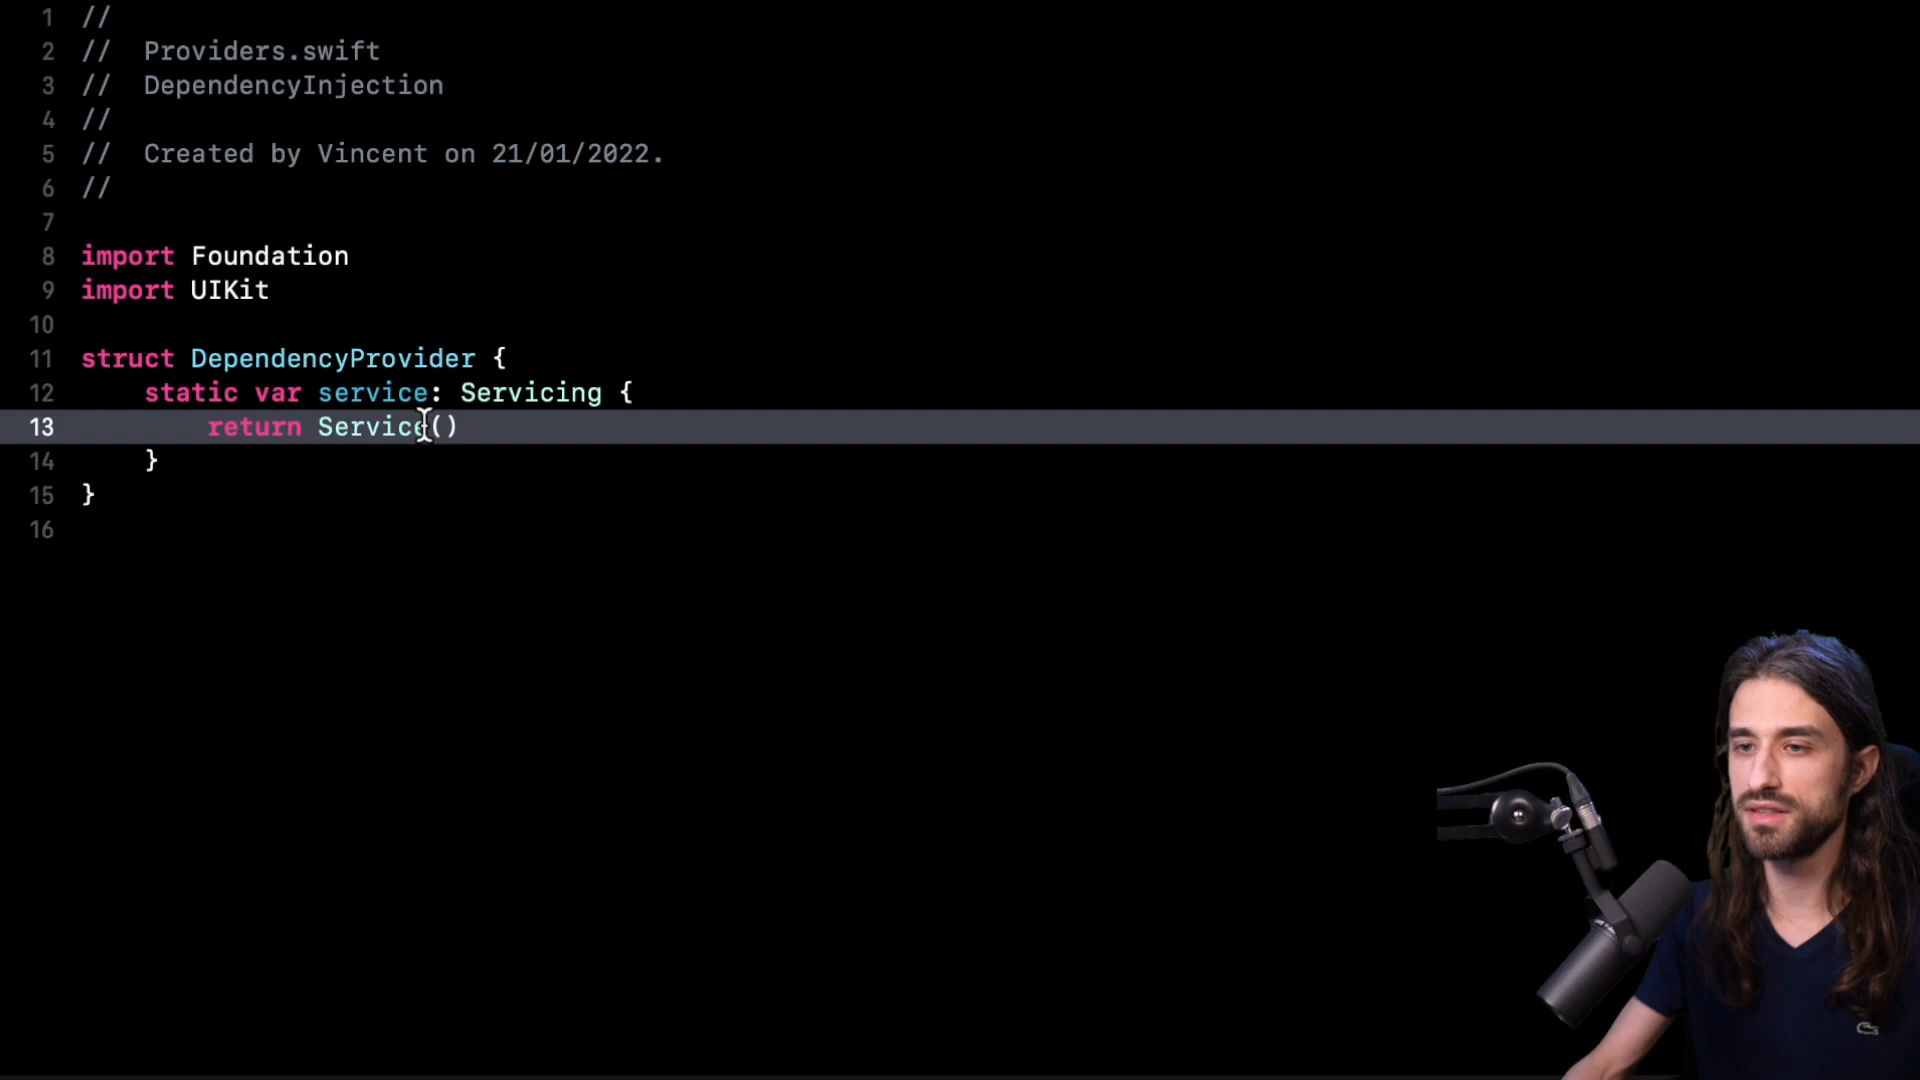 1 //
2 // Providers.swift
3 // DependencyInjection
4 //
5 // Created by Vincent on 21/01/2022.
6 //
7
8 import Foundation
9 import UIKit
10
11 struct DependencyProvider {
12 static var service: Servicing {
13 return Service()
14 }
15 }
16